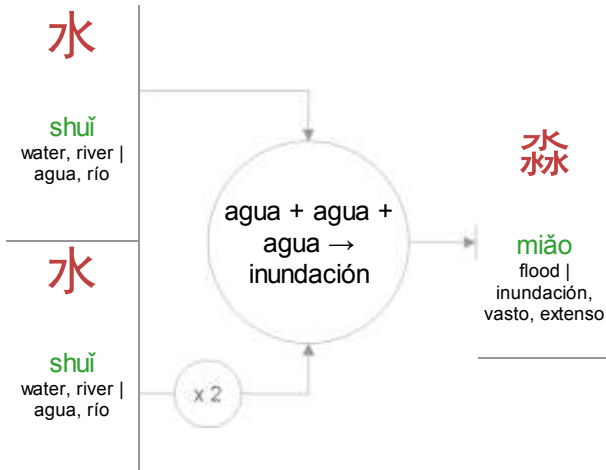 水
shuǐ
water, river |
agua, río
水
shuǐ
water, river |
agua, río
x 2
agua + agua +
agua →
inundación
淼
miǎo
flood |
inundación,
vasto, extenso